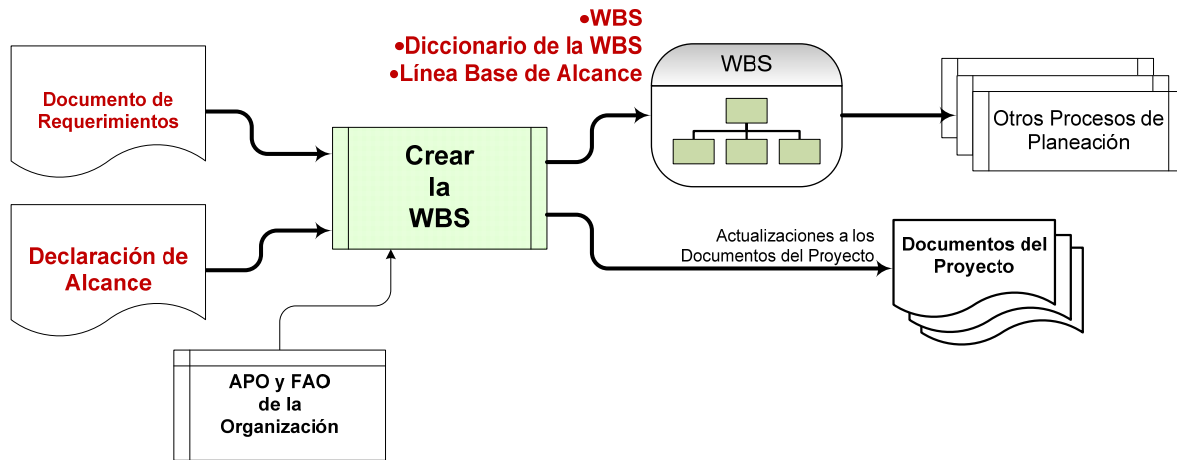 •WBS
•Diccionario de la WBS
•Línea Base de Alcance
Documento de
Requerimientos
Declaración de
Alcance
APO y FAO
de la
Organización
Crear
la
WBS
WBS
Otros Procesos de
Planeación
Actualizaciones a los
Documentos del Proyecto
Documentos del
Proyecto